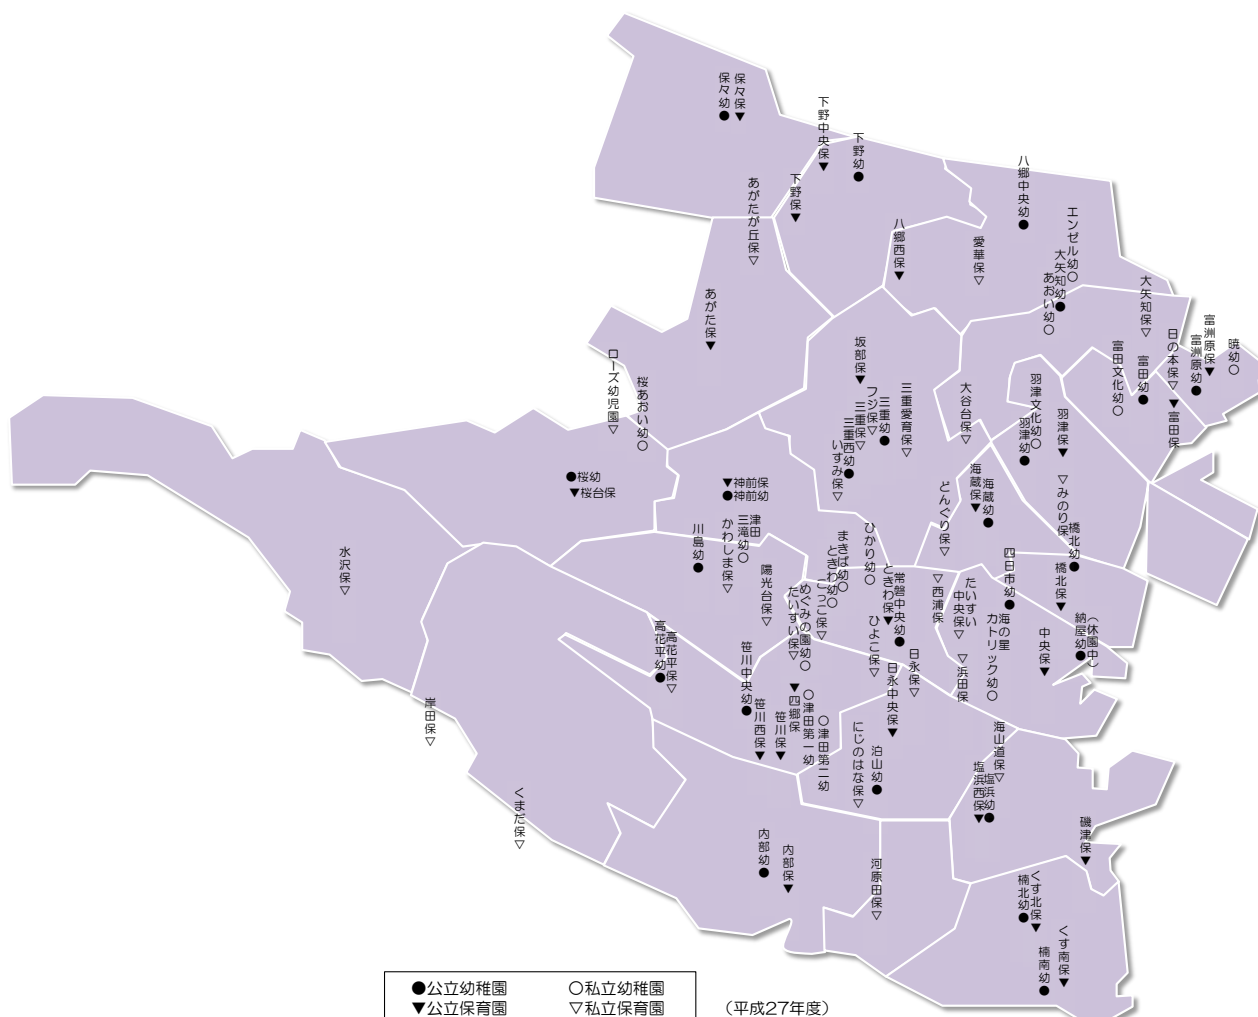 保々幼●
保々保▼
下野中央保▼
下野幼●
下野保▼
あがたが丘保▽
八郷中央幼●
八郷西保▼
愛華保▽
エンゼル幼○
大矢知幼●
あおい幼○
大矢知保▽
富洲原保▼
富洲原幼●
暁幼○
日の本保▽
▼富田保
富田幼●
富田文化幼○
あがた保▼
ローズ幼児園▽
桜あおい幼○
坂部保▼
フジ保▽
三重幼●
三重愛育保▽
三重保▽
三重西幼●
いずみ保▽
大谷台保▽
羽津文化幼○
羽津幼●
羽津保▼
▽みのり保
●桜幼
▼桜台保
▼神前保
●神前幼
海蔵保▼
海蔵幼●
どんぐり保▽
橋北幼●
橋北保▼
四日市幼●
川島幼●
かわしま保▽
津田
三滝幼○
陽光台保▽
まきば幼○
ときわ幼○
こっこ保▽
めぐみの園幼○
たいすい保▽
ひかり幼○
ときわ保▼
常磐中央幼●
ひよこ保▽
日永保▽
日永中央保▼
▽西浦保
たいすい
中央保▽
▽浜田保
海の星
カトリック幼○
中央保▼
納屋幼●
(休園中)
水沢保▽
岸田保▽
くまだ保▽
高花平幼●
高花平保▽
笹川中央幼●
笹川西保▼
笹川保▼
▼四郷保
○津田第一幼
○津田第二幼
にじのはな保▽
泊山幼●
海山道保▽
塩浜西保▼
塩浜幼●
磯津保▼
内部幼●
内部保▼
河原田保▽
楠北幼●
くす北保▼
楠南幼●
くす南保▼
●公立幼稚園 ○私立幼稚園
▼公立保育園 ▽私立保育園
(平成27年度)